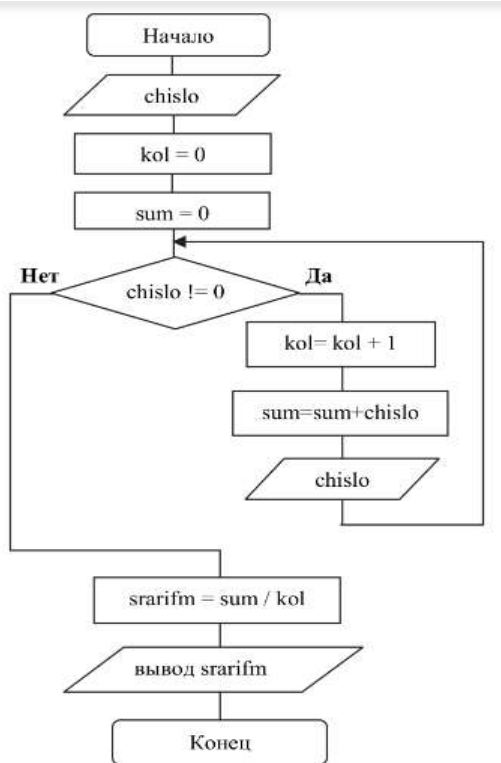 Начало
chislo
kol = 0
sum = 0
Нет
chislo != 0
Да
kol= kol + 1
sum=sum+chislo
chislo
srarifm = sum / kol
вывод srarifm
Конец